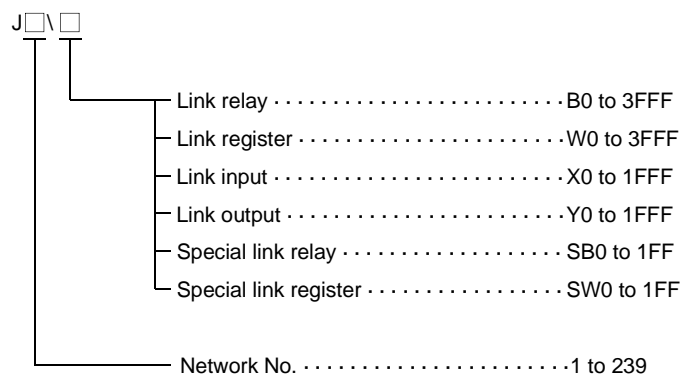 J□\□
Link relay ························· B0 to 3FFF
Link register ······················· W0 to 3FFF
Link input ························· X0 to 1FFF
Link output ························ Y0 to 1FFF
Special link relay ··················· SB0 to 1FF
Special link register ················· SW0 to 1FF
Network No. ······················· 1 to 239